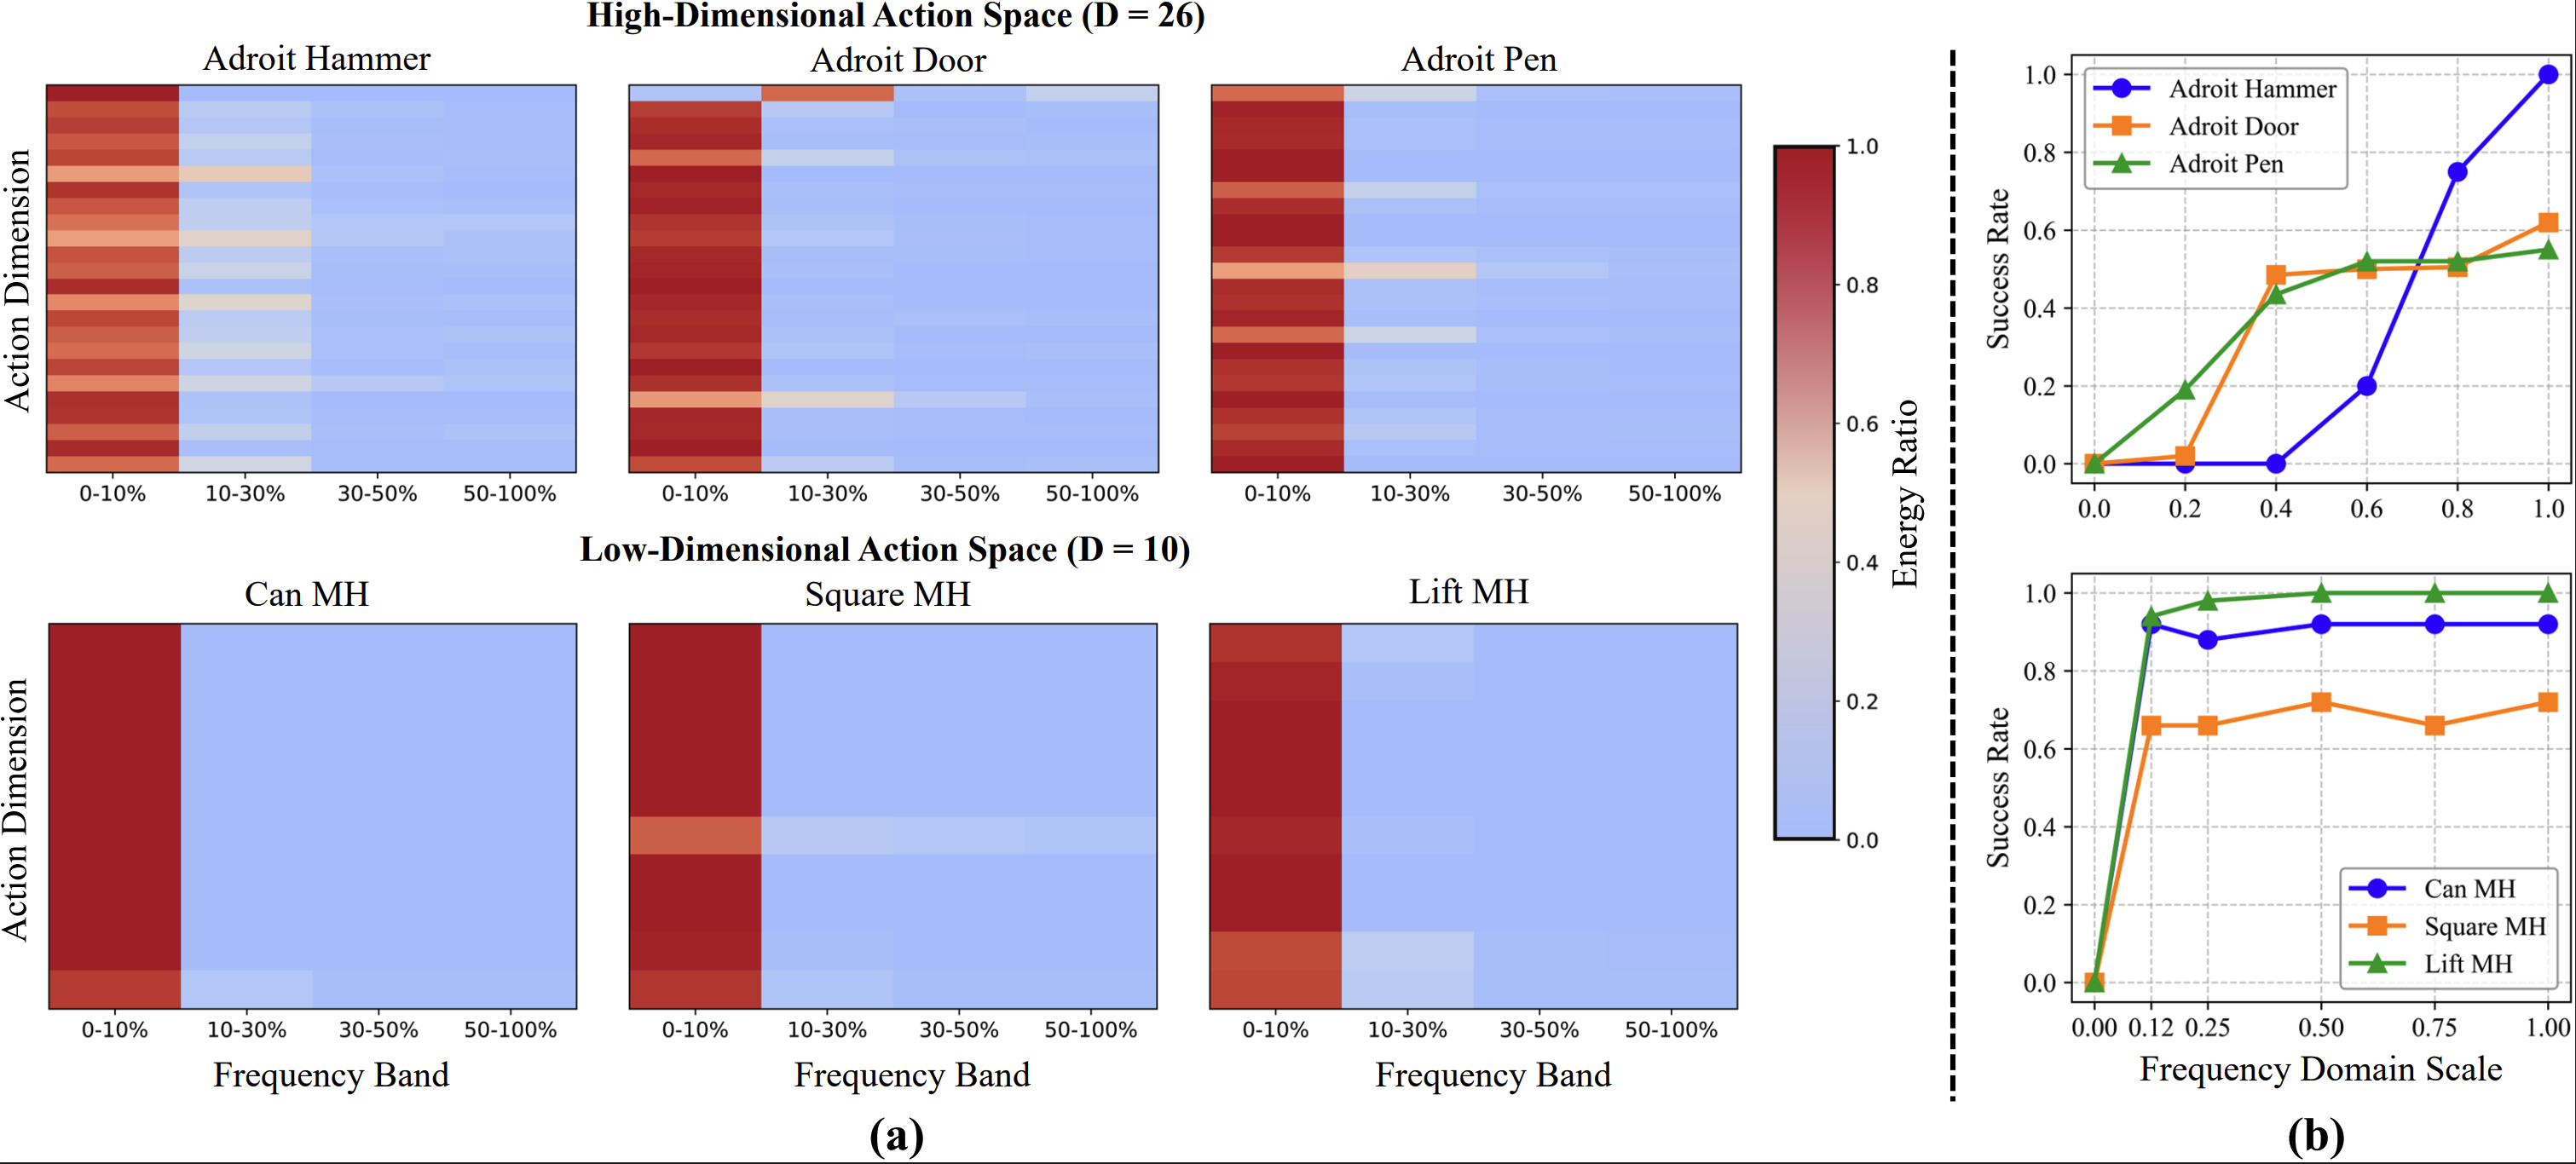 High-Dimensional Action Space (D = 26)
Adroit Hammer
Adroit Door
Adroit Pen
Action Dimension
0-10% 10-30% 30-50% 50-100%
0-10% 10-30% 30-50% 50-100%
0-10% 10-30% 30-50% 50-100%
Low-Dimensional Action Space (D = 10)
Can MH
Square MH
Lift MH
Action Dimension
0-10% 10-30% 30-50% 50-100%
0-10% 10-30% 30-50% 50-100%
0-10% 10-30% 30-50% 50-100%
Frequency Band
Frequency Band
Frequency Band
1.0
0.8
0.6
0.4
0.2
0.0
Energy Ratio
(a)
Success Rate
1.0
0.8
0.6
0.4
0.2
0.0
Adroit Hammer
Adroit Door
Adroit Pen
0.0 0.2 0.4 0.6 0.8 1.0
Success Rate
1.0
0.8
0.6
0.4
0.2
0.0
Can MH
Square MH
Lift MH
0.00 0.12 0.25 0.50 0.75 1.00
Frequency Domain Scale
(b)